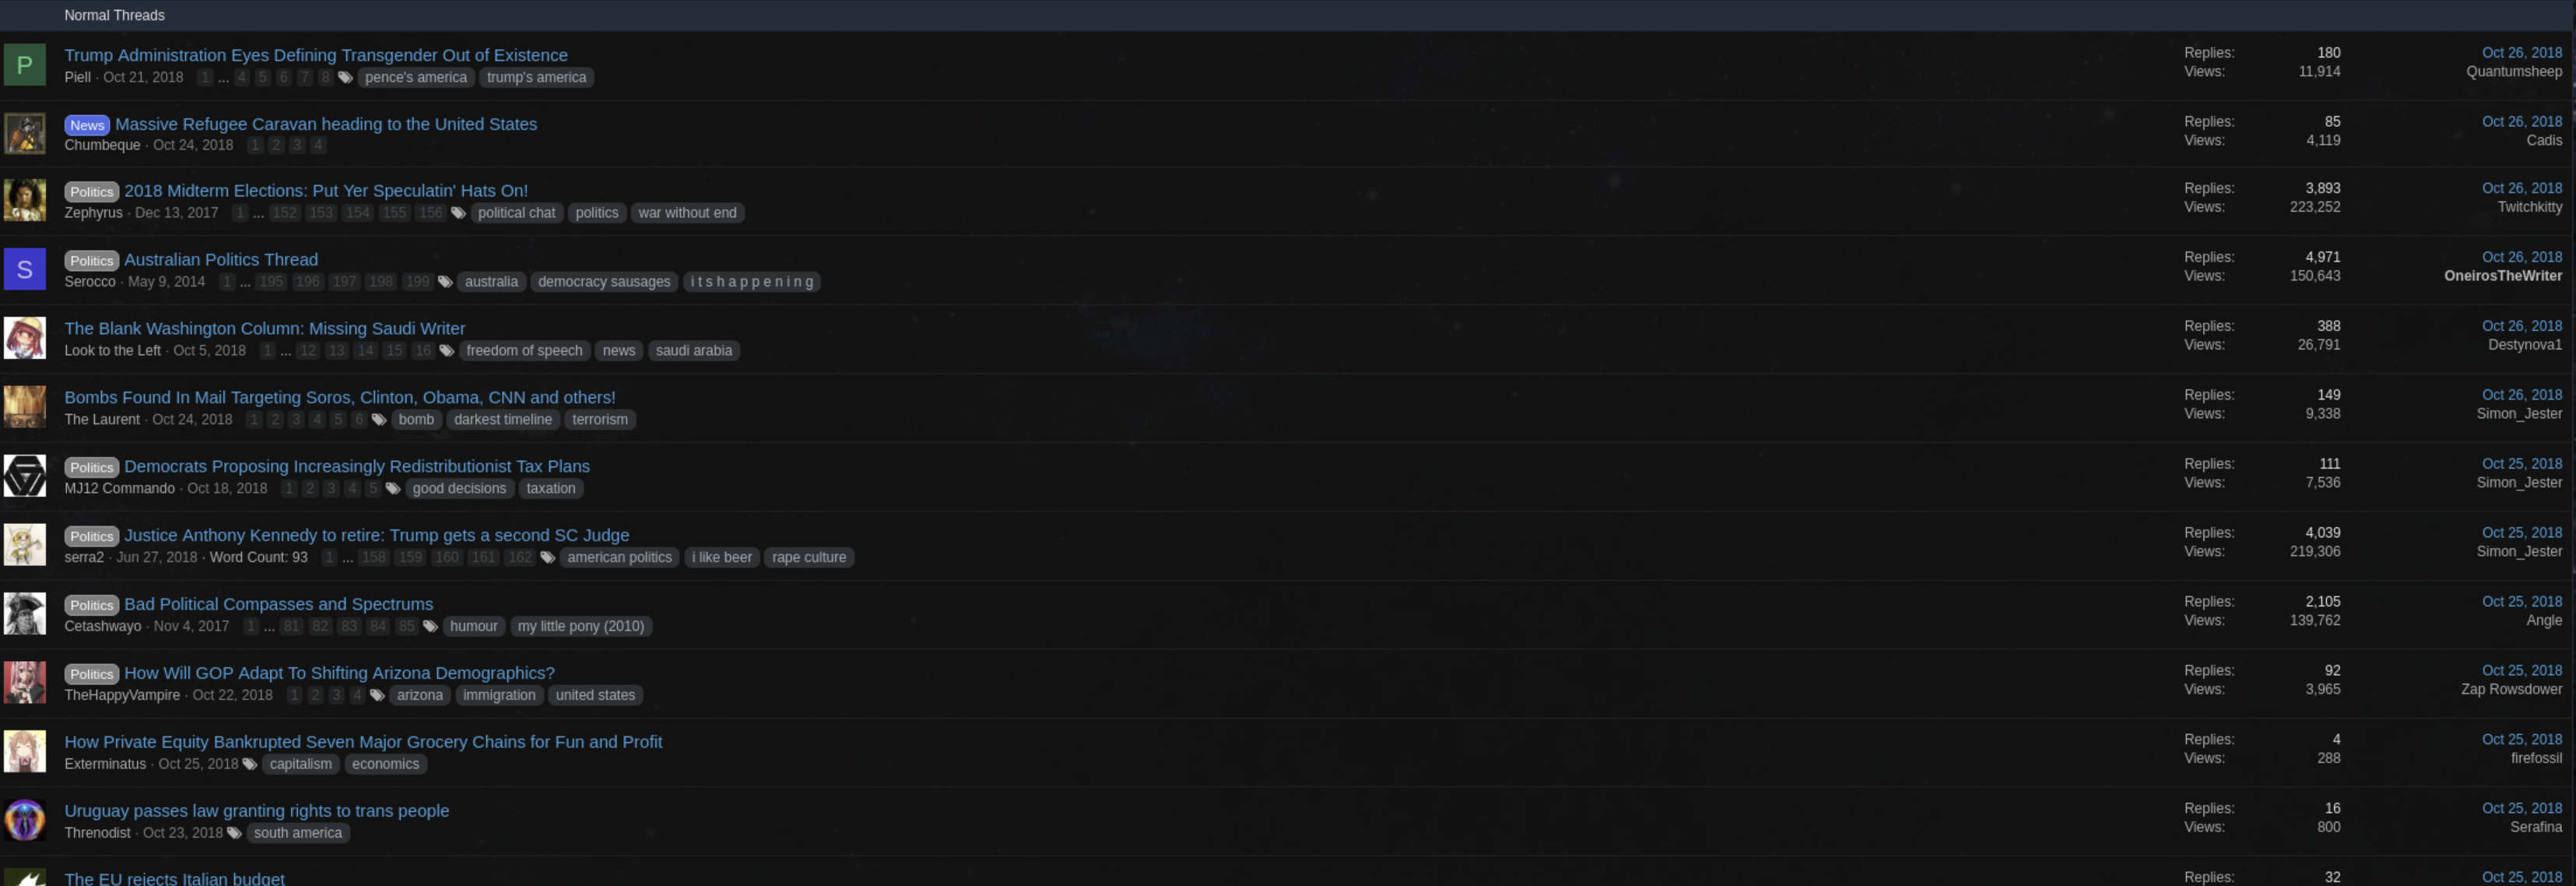 Normal Threads
P
Trump Administration Eyes Defining Transgender Out of Existence
Piell · Oct 21, 2018 1 ... 4 5 6 7 8 pence's america trump's america
Replies: 180
Views: 11,914
Oct 26, 2018
Quantumsheep
News Massive Refugee Caravan heading to the United States
Chumbeque · Oct 24, 2018 1 2 3 4
Replies: 85
Views: 4,119
Oct 26, 2018
Cadis
Politics 2018 Midterm Elections: Put Yer Speculatin' Hats On!
Zephyrus · Dec 13, 2017 1 ... 152 153 154 155 156 political chat politics war without end
Replies: 3,893
Views: 223,252
Oct 26, 2018
Twitchkitty
S
Politics Australian Politics Thread
Serocco · May 9, 2014 1 ... 195 196 197 198 199 australia democracy sausages i t s h a p p e n i n g
Replies: 4,971
Views: 150,643
Oct 26, 2018
OneirosTheWriter
The Blank Washington Column: Missing Saudi Writer
Look to the Left · Oct 5, 2018 1 ... 12 13 14 15 16 freedom of speech news saudi arabia
Replies: 388
Views: 26,791
Oct 26, 2018
Destynova1
Bombs Found In Mail Targeting Soros, Clinton, Obama, CNN and others!
The Laurent · Oct 24, 2018 1 2 3 4 5 6 bomb darkest timeline terrorism
Replies: 149
Views: 9,338
Oct 26, 2018
Simon_Jester
Politics Democrats Proposing Increasingly Redistributionist Tax Plans
MJ12 Commando · Oct 18, 2018 1 2 3 4 5 good decisions taxation
Replies: 111
Views: 7,536
Oct 25, 2018
Simon_Jester
Politics Justice Anthony Kennedy to retire: Trump gets a second SC Judge
serra2 · Jun 27, 2018 · Word Count: 93 1 ... 158 159 160 161 162 american politics i like beer rape culture
Replies: 4,039
Views: 219,306
Oct 25, 2018
Simon_Jester
Politics Bad Political Compasses and Spectrums
Cetashwayo · Nov 4, 2017 1 ... 81 82 83 84 85 humour my little pony (2010)
Replies: 2,105
Views: 139,762
Oct 25, 2018
Angle
Politics How Will GOP Adapt To Shifting Arizona Demographics?
TheHappyVampire · Oct 22, 2018 1 2 3 4 arizona immigration united states
Replies: 92
Views: 3,965
Oct 25, 2018
Zap Rowsdower
How Private Equity Bankrupted Seven Major Grocery Chains for Fun and Profit
Exterminatus · Oct 25, 2018 capitalism economics
Replies: 4
Views: 288
Oct 25, 2018
firefossil
Uruguay passes law granting rights to trans people
Threnodist · Oct 23, 2018 south america
Replies: 16
Views: 800
Oct 25, 2018
Serafina
The EU rejects Italian budget
Replies: 32
Oct 25, 2018